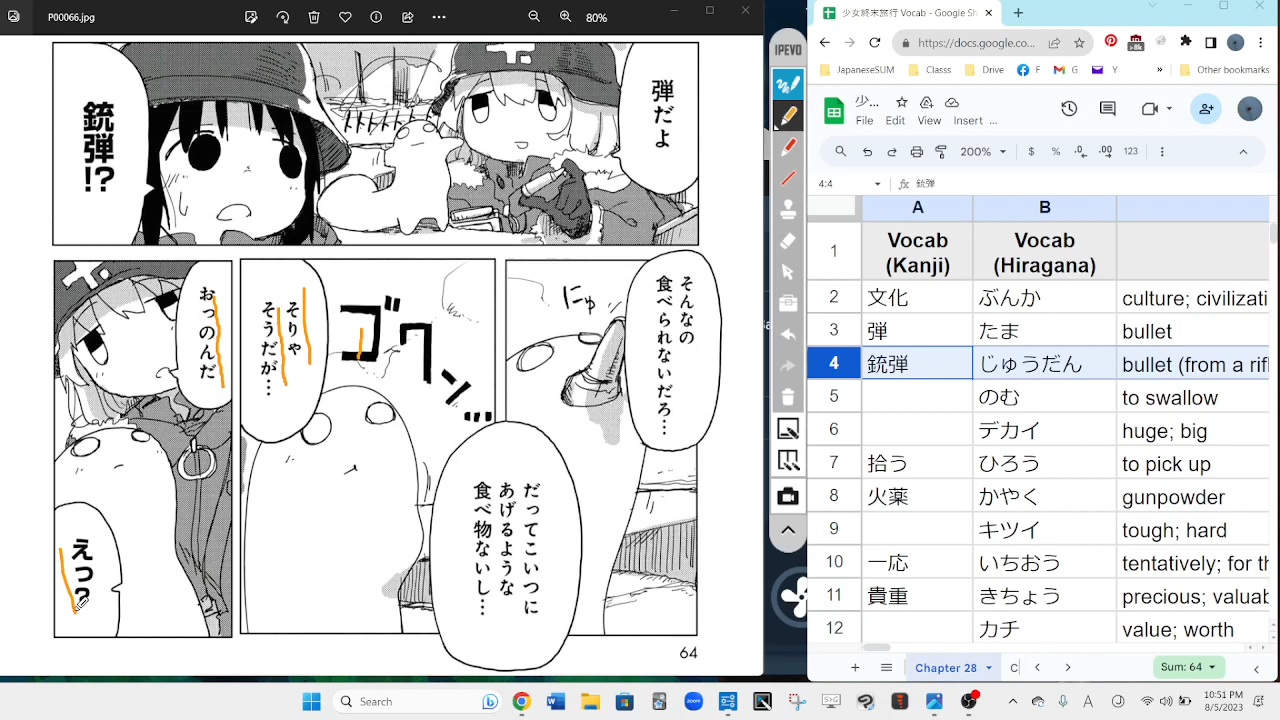 P00066.jpg
80%
弾だよ
銃弾!?
そんなの
食べられないだろ…
にゅ
だってこいつに
あげるような
食べ物ないし…
ゴクン…
そりゃ
そうだが…
おっのんだ
えっ?
64
IPEVO
少女終末旅行 Vocab - Google Sh
https://docs.google.com...
JapaneseSUM
Classs
Drive
G
Y
»
Other bookmarks
少...
File
Edit
View
Insert ...
200%
$
%
.0
.00
123
4:4
fx
銃弾
A
B
1
Vocab
(Kanji)
Vocab
(Hiragana)
2 文化 ぶんか culture; civilizati
3 弾 たま bullet
4 銃弾 じゅうだん bullet (from a rif
5 のむ to swallow
6 デカイ huge; big
7 拾う ひろう to pick up
8 火薬 かやく gunpowder
9 キツイ tough; hard
10 一応 いちおう tentatively; for th
11 貴重 きちょう precious; valuab
12 カチ value; worth
Chapter 28
C
Sum: 4
Search
zoom
A
10:51 PM